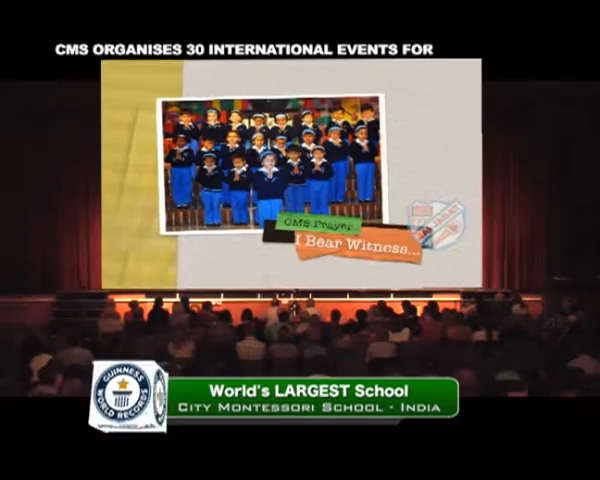 CMS ORGANISES 30 INTERNATIONAL EVENTS FOR
CMS Prayer
I Bear Witness...
GUINNESS
WORLD RECORDS
World's LARGEST School
CITY MONTESSORI SCHOOL - INDIA